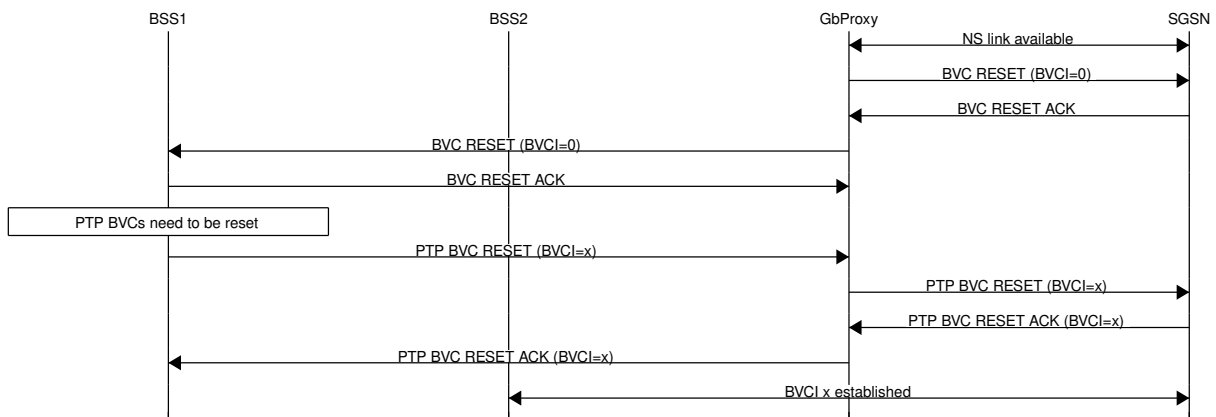 BSS1 BSS2 GbProxy SGSN
NS link available
BVC RESET (BVCI=0)
BVC RESET ACK
BVC RESET (BVCI=0)
BVC RESET ACK
PTP BVCs need to be reset
PTP BVC RESET (BVCI=x)
PTP BVC RESET (BVCI=x)
PTP BVC RESET ACK (BVCI=x)
PTP BVC RESET ACK (BVCI=x)
BVCI x established